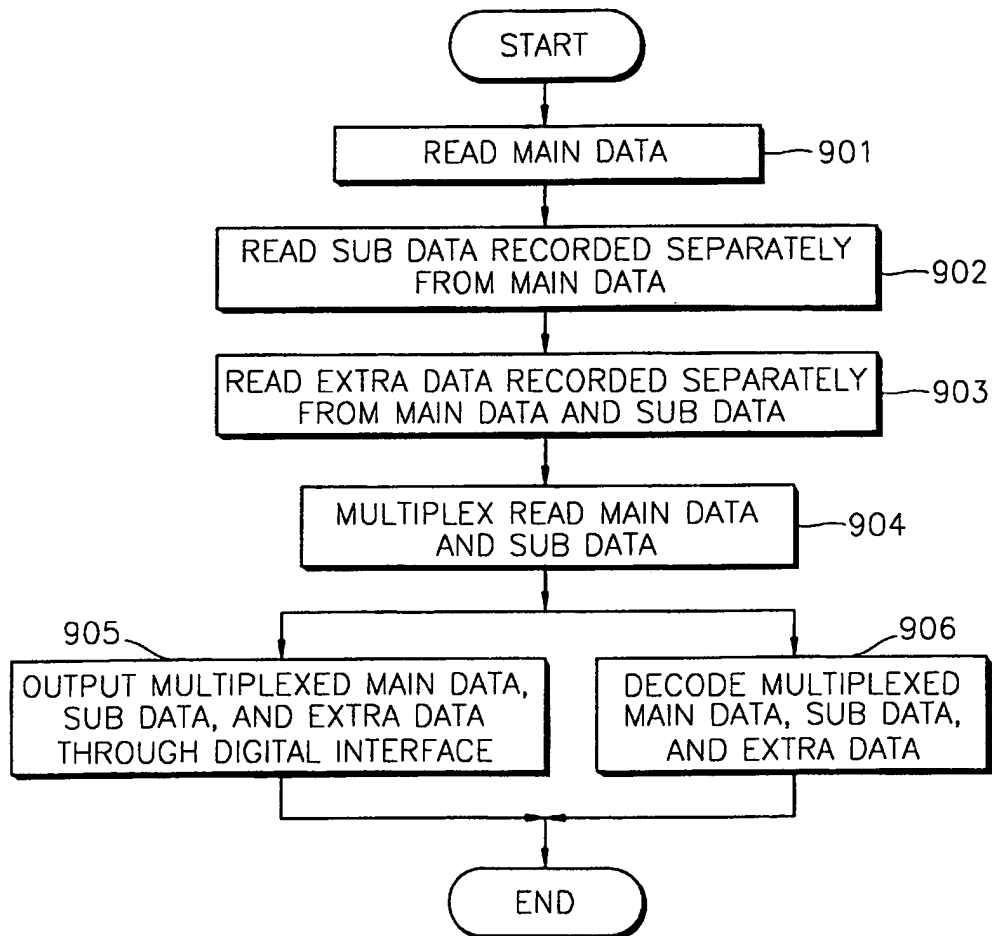 START
READ MAIN DATA
901
READ SUB DATA RECORDED SEPARATELY
FROM MAIN DATA
902
READ EXTRA DATA RECORDED SEPARATELY
FROM MAIN DATA AND SUB DATA
903
MULTIPLEX READ MAIN DATA
AND SUB DATA
904
905
OUTPUT MULTIPLEXED MAIN DATA,
SUB DATA, AND EXTRA DATA
THROUGH DIGITAL INTERFACE
906
DECODE MULTIPLEXED
MAIN DATA, SUB DATA,
AND EXTRA DATA
END